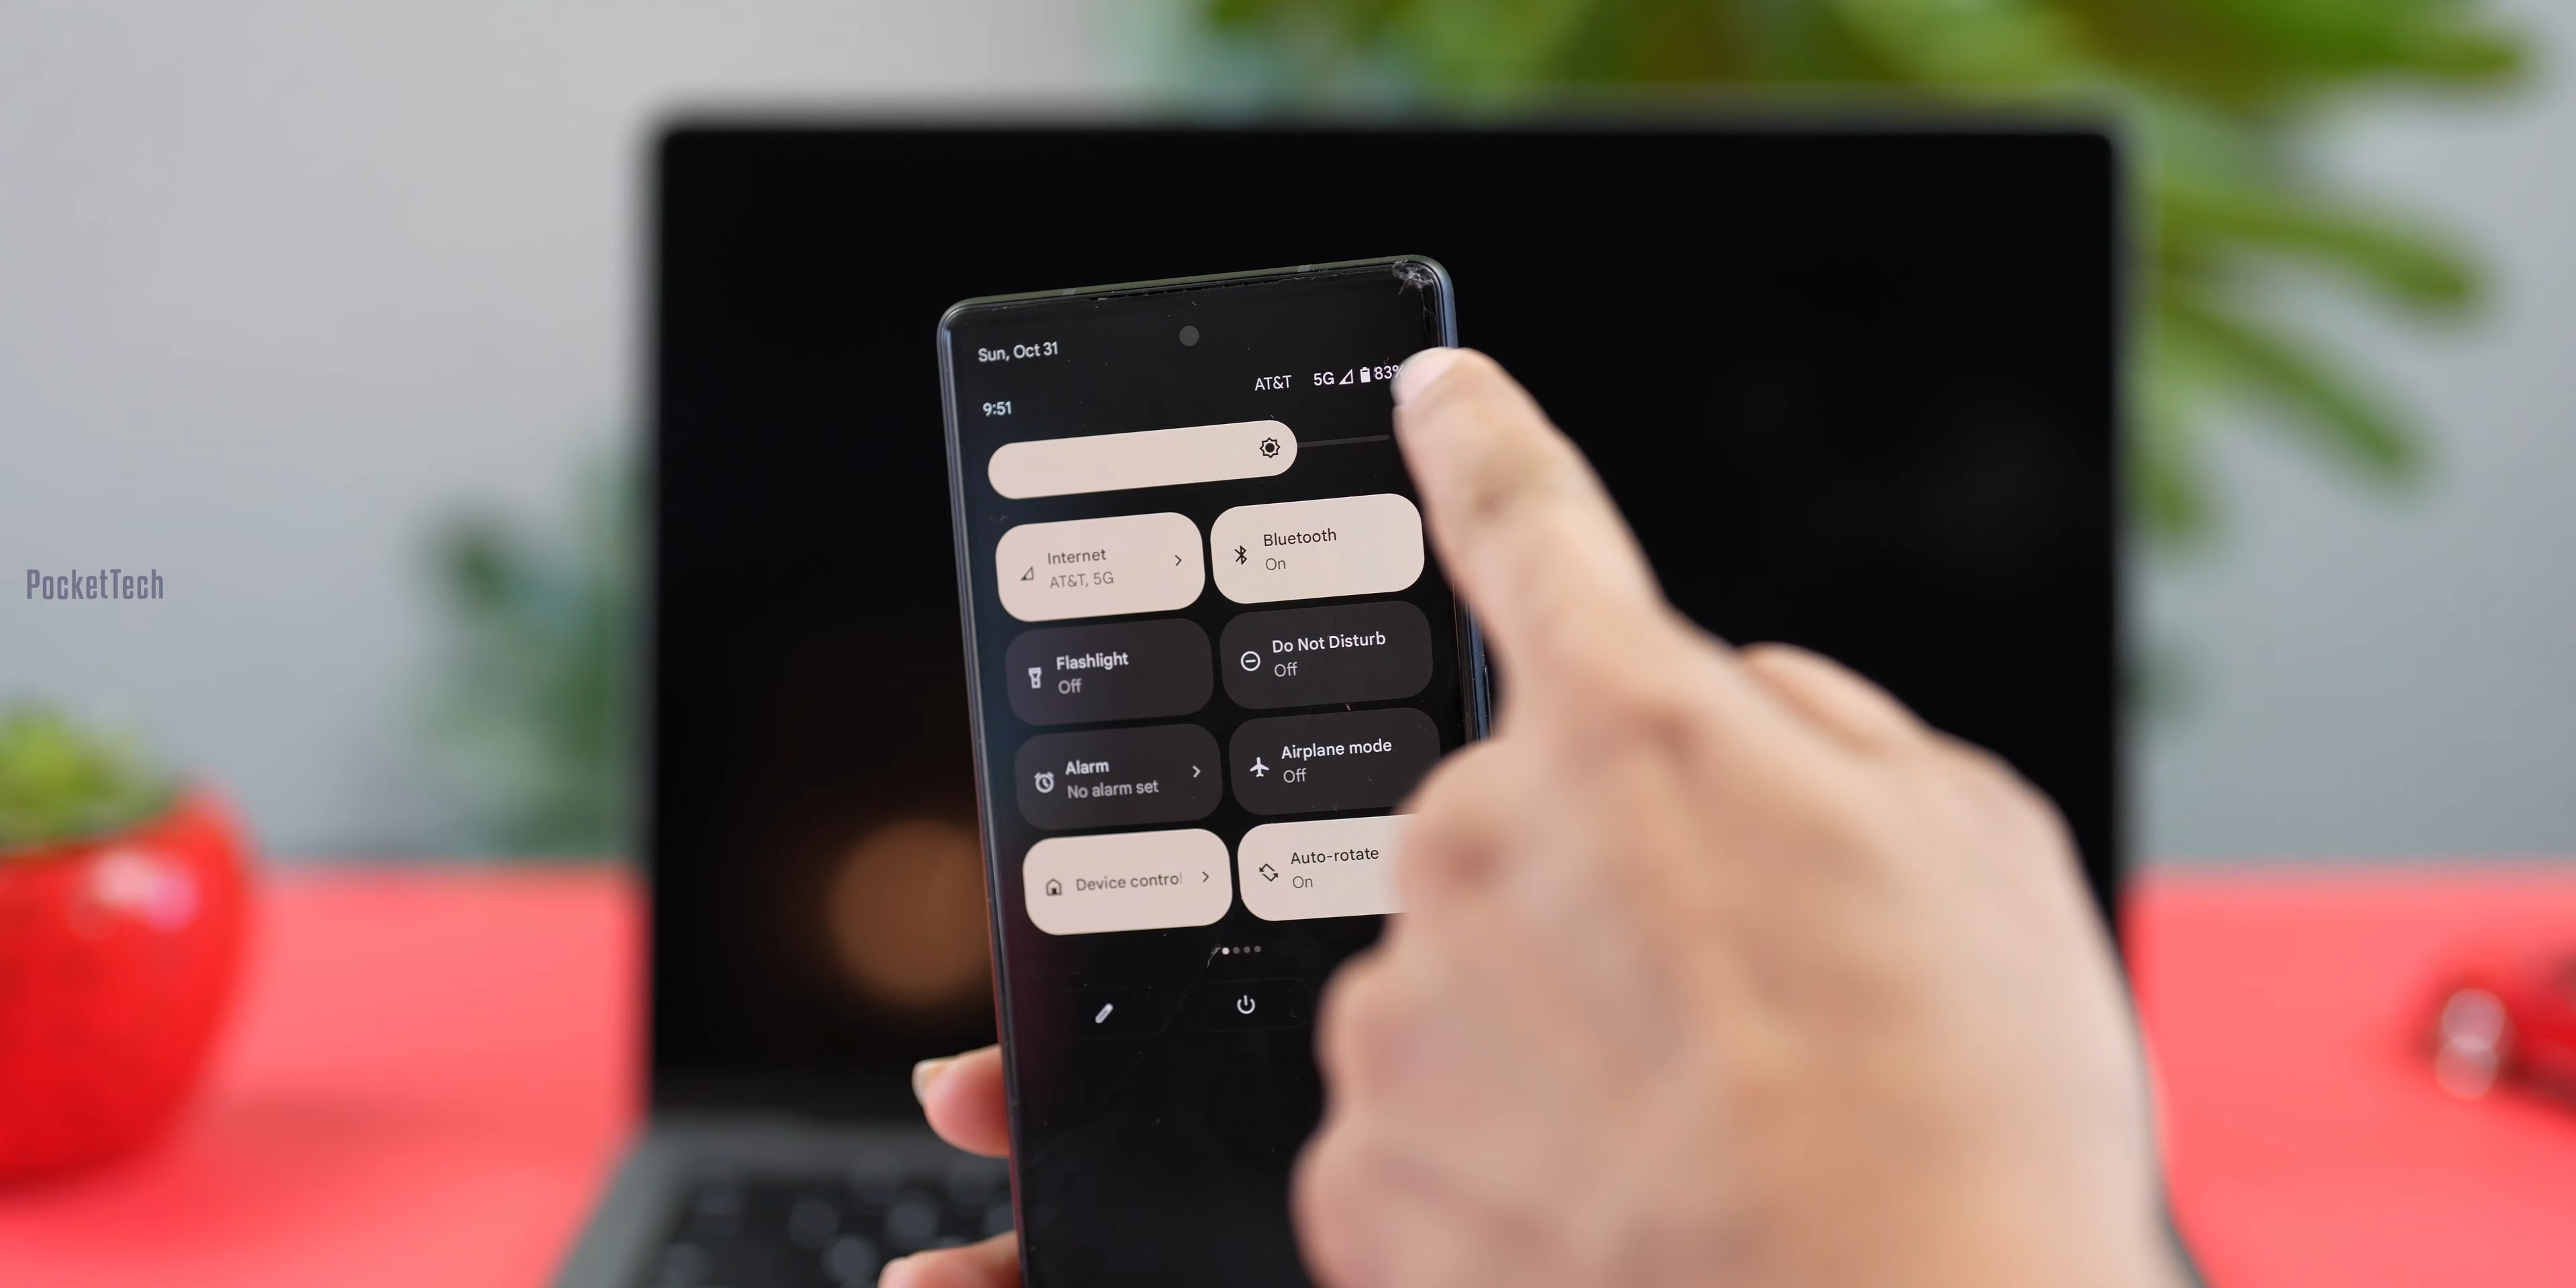 Sun, Oct 31
AT&T 5G 83%
9:51
Internet
AT&T, 5G
Bluetooth
On
Flashlight
Off
Do Not Disturb
Off
Alarm
No alarm set
Airplane mode
Off
Device control
Auto-rotate
On
PocketTech